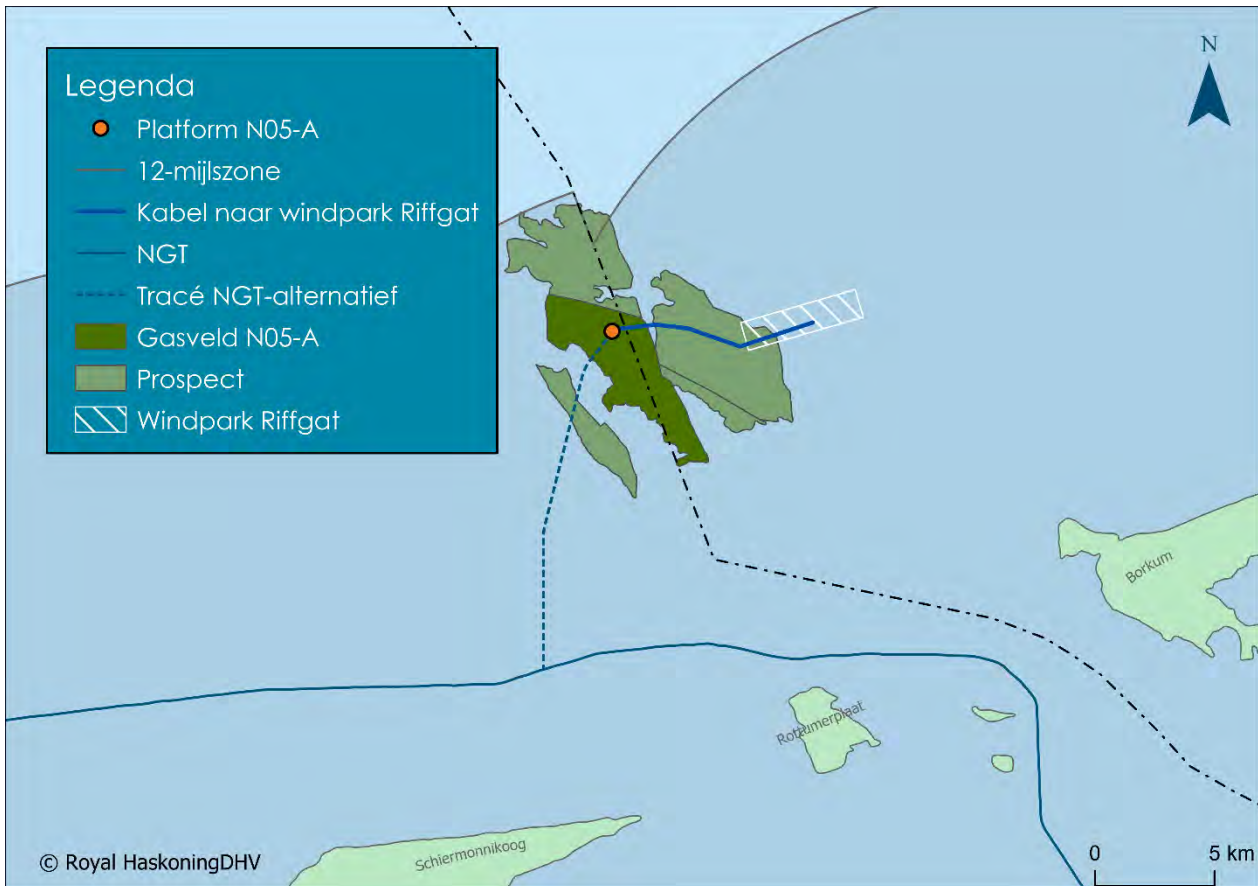 N
Legenda
Platform N05-A
12-mijlszone
Kabel naar windpark Riffgat
NGT
Tracé NGT-alternatief
Gasveld N05-A
Prospect
Windpark Riffgat
Borkum
Rottumerplaat
Schiermonnikoog
© Royal HaskoningDHV
0 5 km